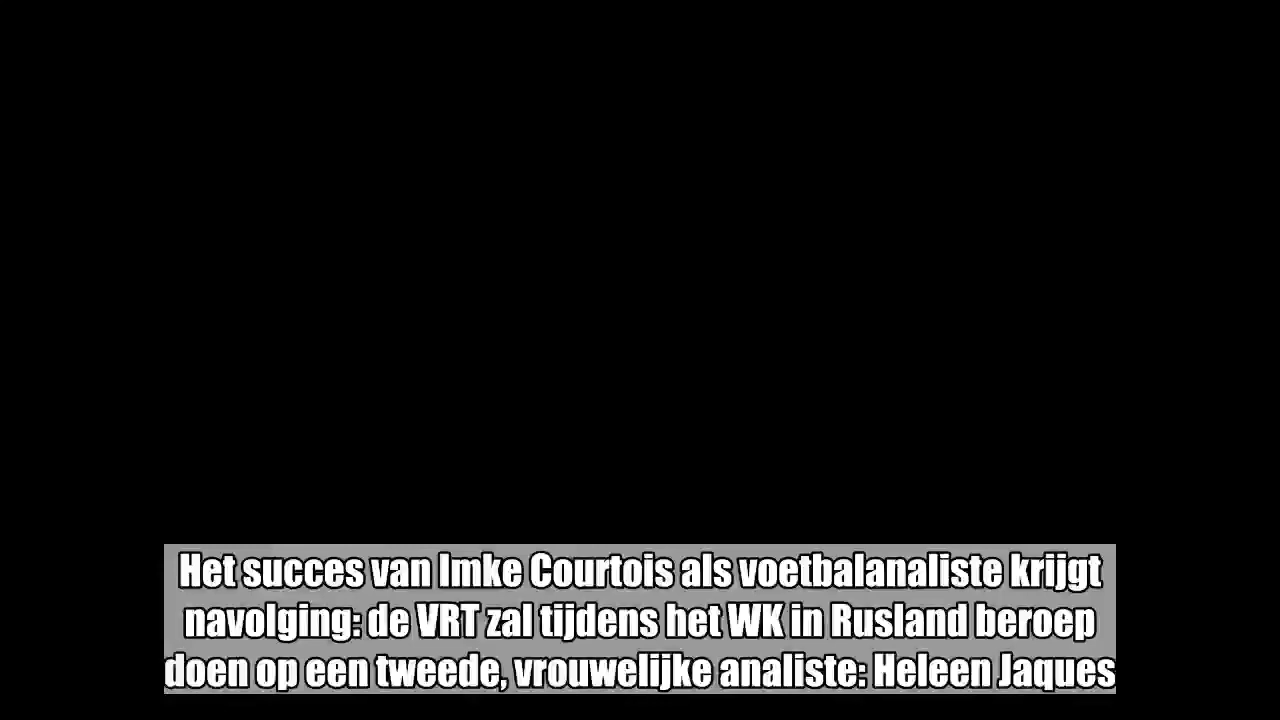 Het succes van Imke Courtois als voetbalanaliste krijgt
navolging: de VRT zal tijdens het WK in Rusland beroep
doen op een tweede, vrouwelijke analiste: Heleen Jaques